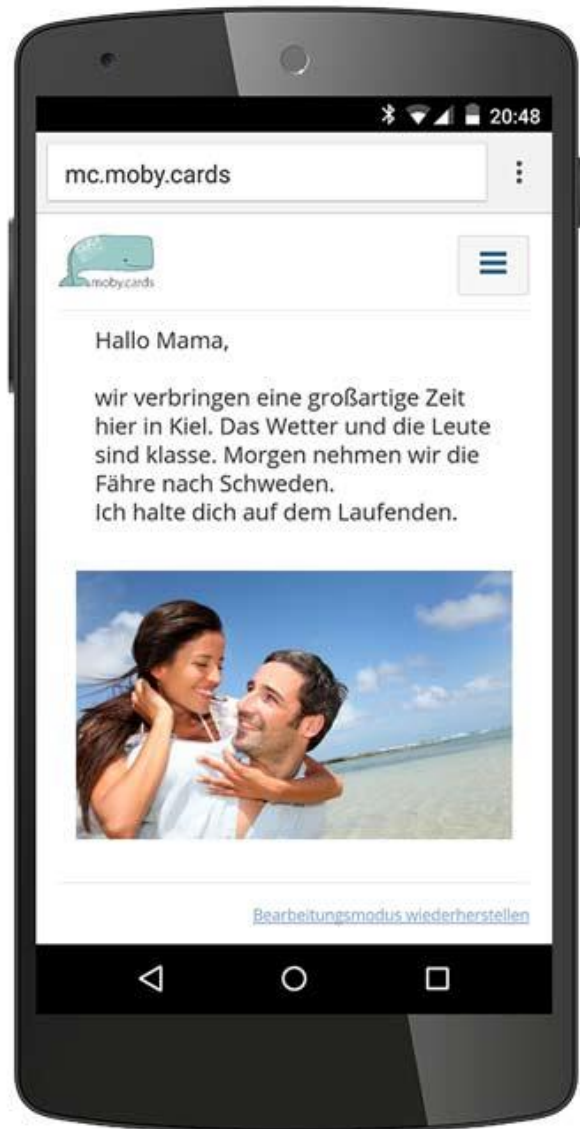 20:48
mc.moby.cards
moby.cards
Hallo Mama,
wir verbringen eine großartige Zeit
hier in Kiel. Das Wetter und die Leute
sind klasse. Morgen nehmen wir die
Fähre nach Schweden.
Ich halte dich auf dem Laufenden.
Bearbeitungsmodus wiederherstellen